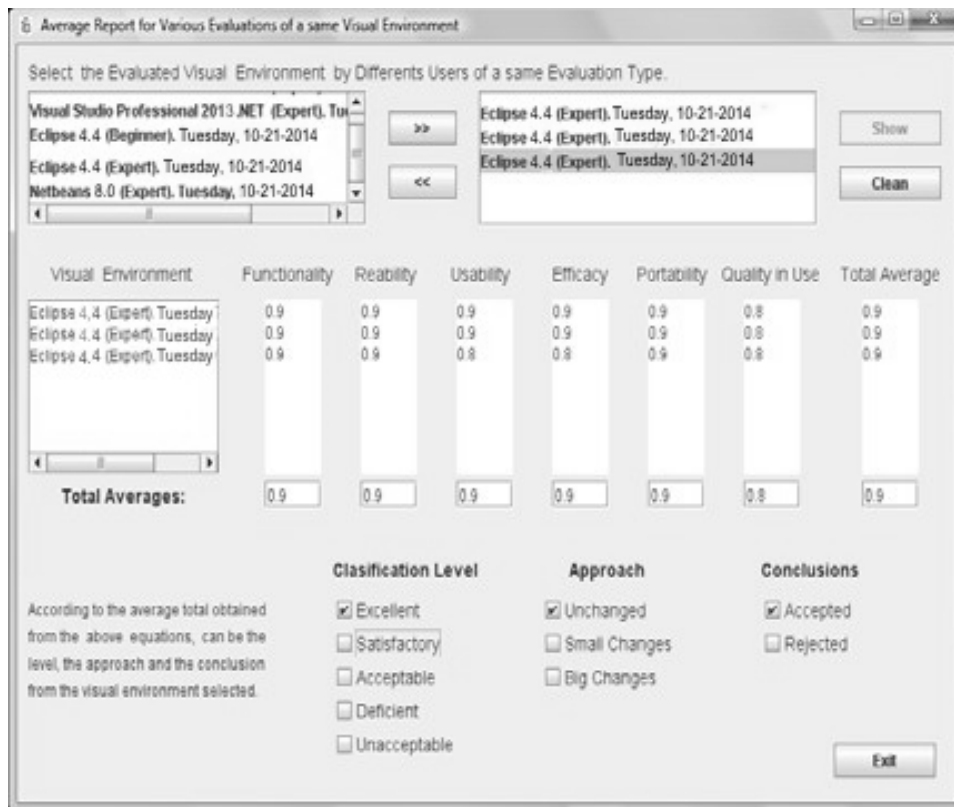 Average Report for Various Evaluations of a same Visual Environment
Select the Evaluated Visual Environment by Differents Users of a same Evaluation Type.
Visual Studio Professional 2013 .NET (Expert). Tu
Eclipse 4.4 (Beginner). Tuesday, 10-21-2014
Eclipse 4.4 (Expert). Tuesday, 10-21-2014
Netbeans 8.0 (Expert). Tuesday, 10-21-2014
>>
<<
Eclipse 4.4 (Expert). Tuesday, 10-21-2014
Eclipse 4.4 (Expert). Tuesday, 10-21-2014
Eclipse 4.4 (Expert). Tuesday, 10-21-2014
Show
Clean
Visual Environment Functionality Reability Usability Efficacy Portability Quality in Use Total Average
Eclipse 4.4 (Expert). Tuesday 0.9 0.9 0.9 0.9 0.9 0.8 0.9
Eclipse 4.4 (Expert). Tuesday 0.9 0.9 0.9 0.9 0.9 0.8 0.9
Eclipse 4.4 (Expert). Tuesday 0.9 0.9 0.8 0.8 0.9 0.8 0.9
Total Averages: 0.9 0.9 0.9 0.9 0.9 0.8 0.9
According to the average total obtained
from the above equations, can be the
level, the approach and the conclusion
from the visual environment selected.
Clasification Level
Excellent
Satisfactory
Acceptable
Deficient
Unacceptable
Approach
Unchanged
Small Changes
Big Changes
Conclusions
Accepted
Rejected
Exit